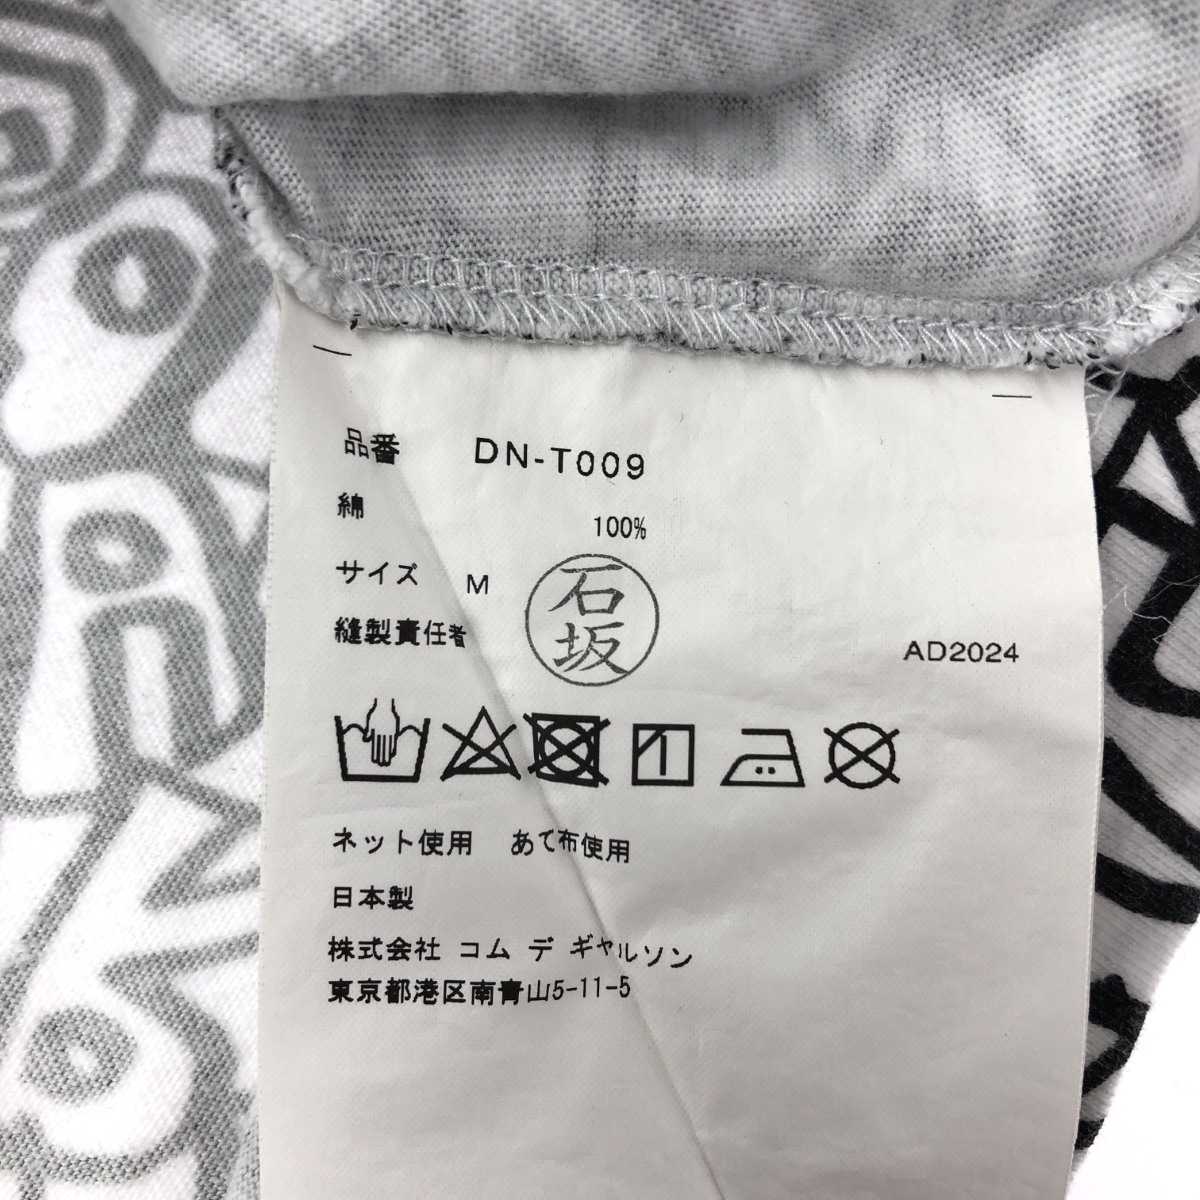 品番 DN-T009
綿 100%
サイズ M
縫製責任者 石坂
AD2024
ネット使用 あて布使用
日本製
株式会社 コム デ ギャルソン
東京都港区南青山5-11-5